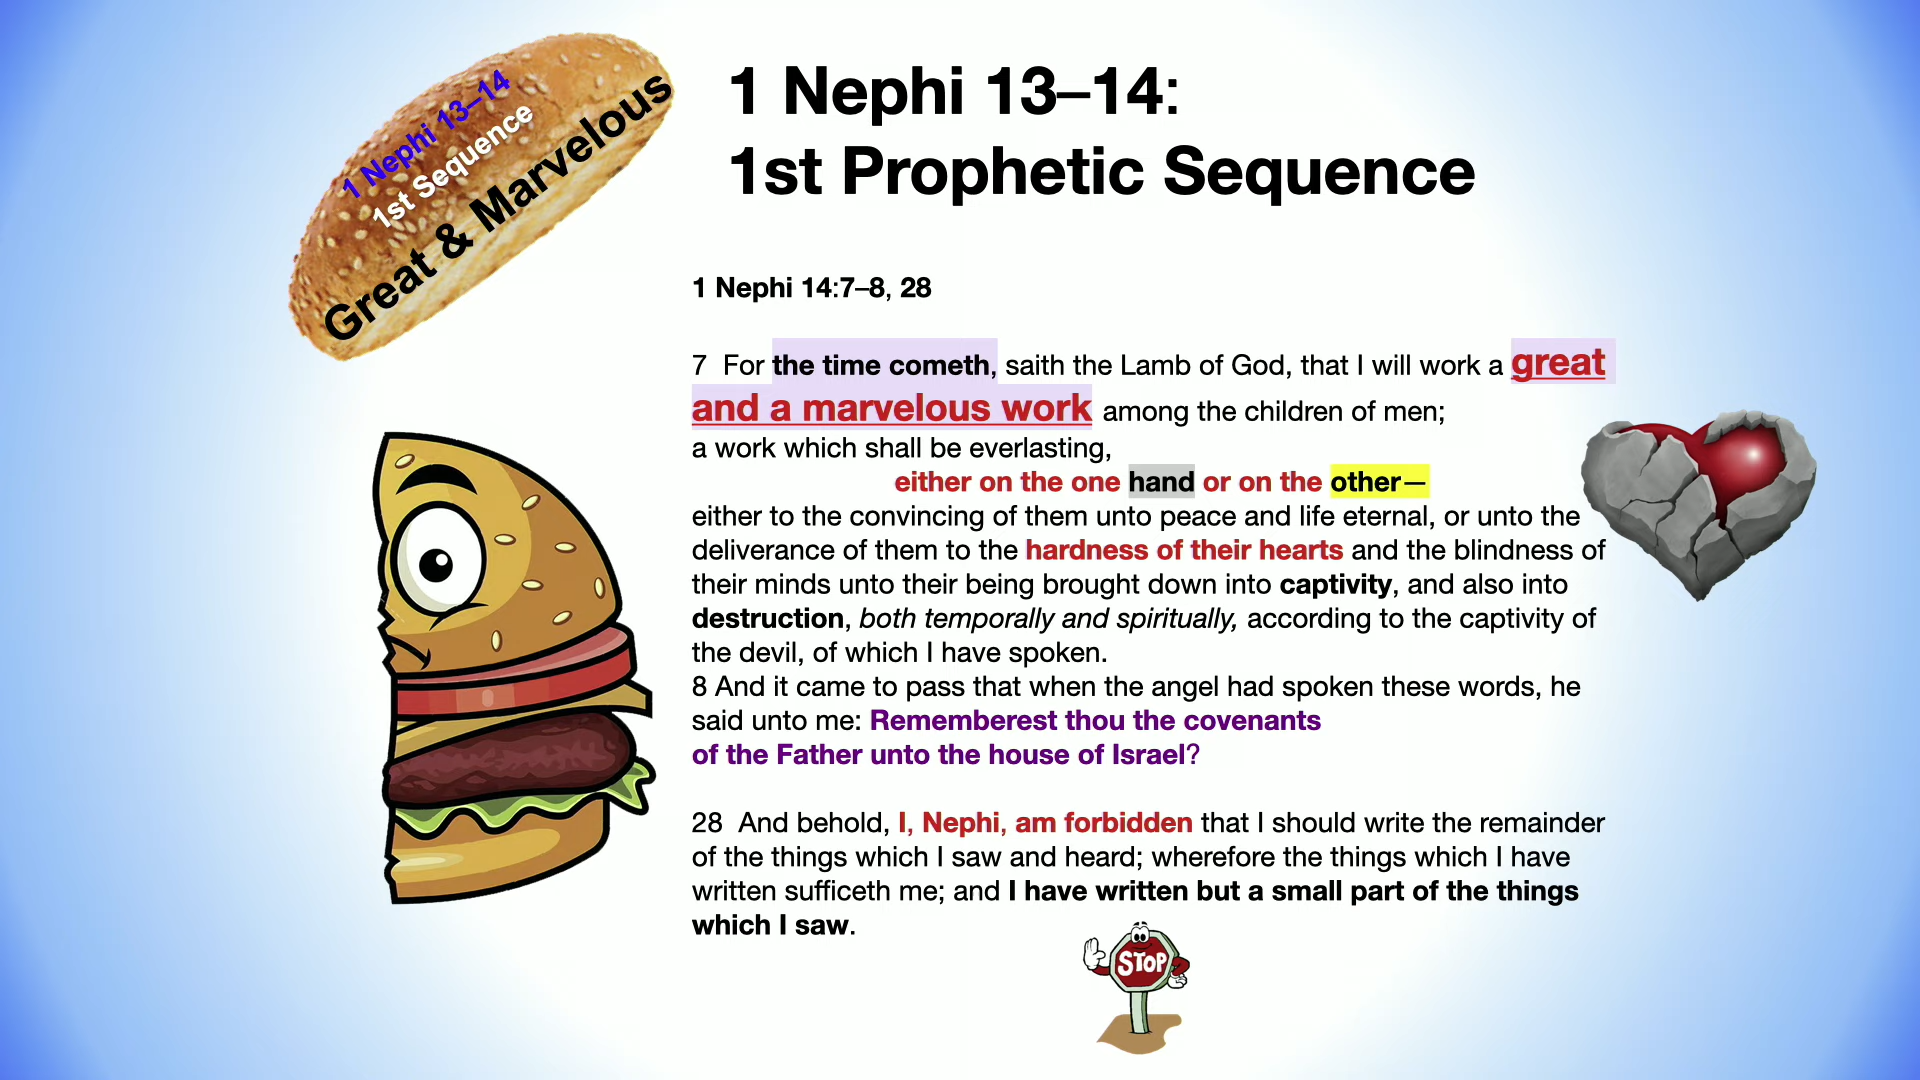 1 Nephi 13–14
1st Sequence
Great & Marvelous
1 Nephi 13–14:
1st Prophetic Sequence
1 Nephi 14:7–8, 28
7 For the time cometh, saith the Lamb of God, that I will work a great
and a marvelous work among the children of men;
a work which shall be everlasting,
either on the one hand or on the other—
either to the convincing of them unto peace and life eternal, or unto the
deliverance of them to the hardness of their hearts and the blindness of
their minds unto their being brought down into captivity, and also into
destruction, both temporally and spiritually, according to the captivity of
the devil, of which I have spoken.
8 And it came to pass that when the angel had spoken these words, he
said unto me: Rememberest thou the covenants
of the Father unto the house of Israel?
28 And behold, I, Nephi, am forbidden that I should write the remainder
of the things which I saw and heard; wherefore the things which I have
written sufficeth me; and I have written but a small part of the things
which I saw.
STOP